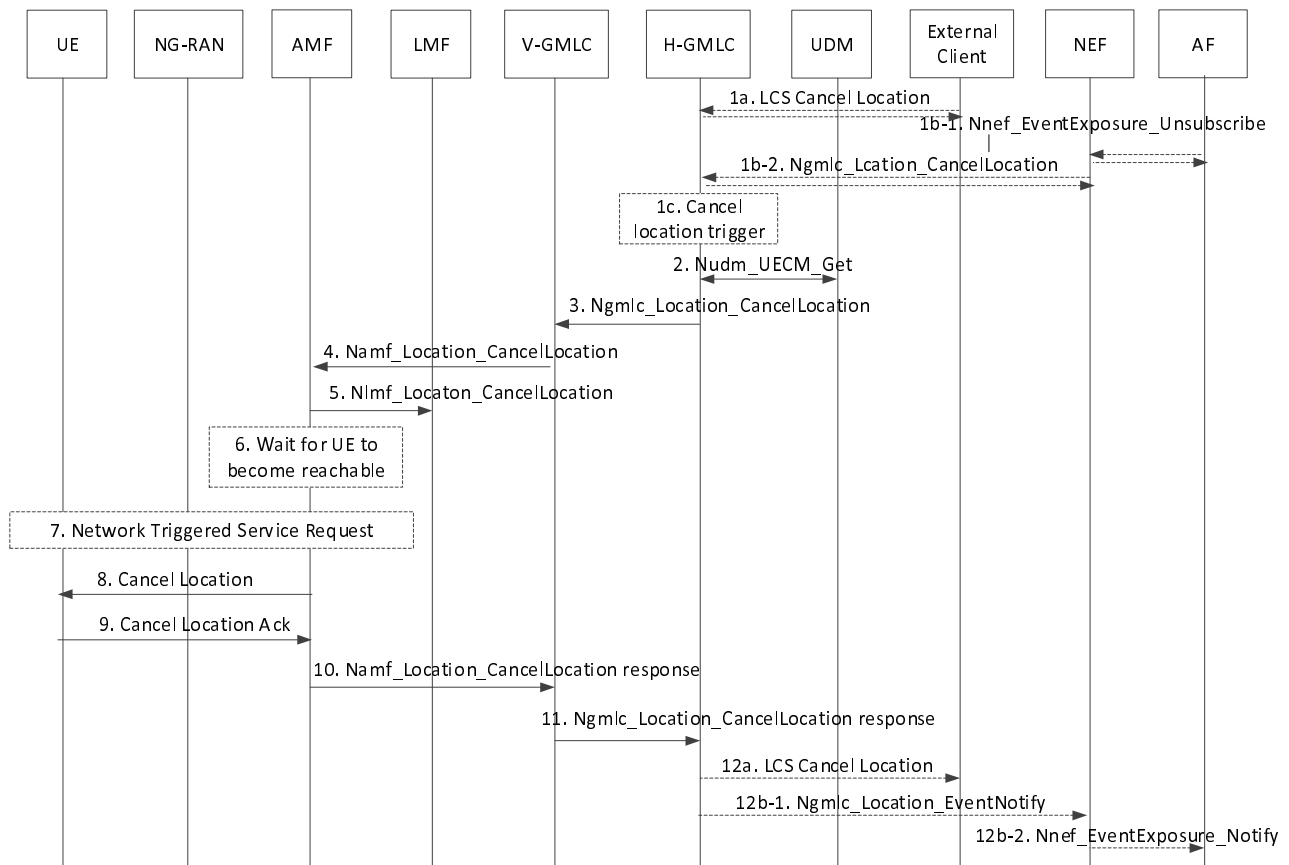 UE
NG-RAN
AMF
LMF
V-GMLC
H-GMLC
UDM
External
Client
NEF
AF
1a. LCS Cancel Location
1b-1. Nnef_EventExposure_Unsubscribe
1b-2. Ngmlc_Lcation_CancelLocation
1c. Cancel
location trigger
2. Nudm_UECM_Get
3. Ngmlc_Location_CancelLocation
4. Namf_Location_CancelLocation
5. Nlmf_Locaton_CancelLocation
6. Wait for UE to
become reachable
7. Network Triggered Service Request
8. Cancel Location
9. Cancel Location Ack
10. Namf_Location_CancelLocation response
11. Ngmlc_Location_CancelLocation response
12a. LCS Cancel Location
12b-1. Ngmlc_Location_EventNotify
12b-2. Nnef_EventExposure_Notify